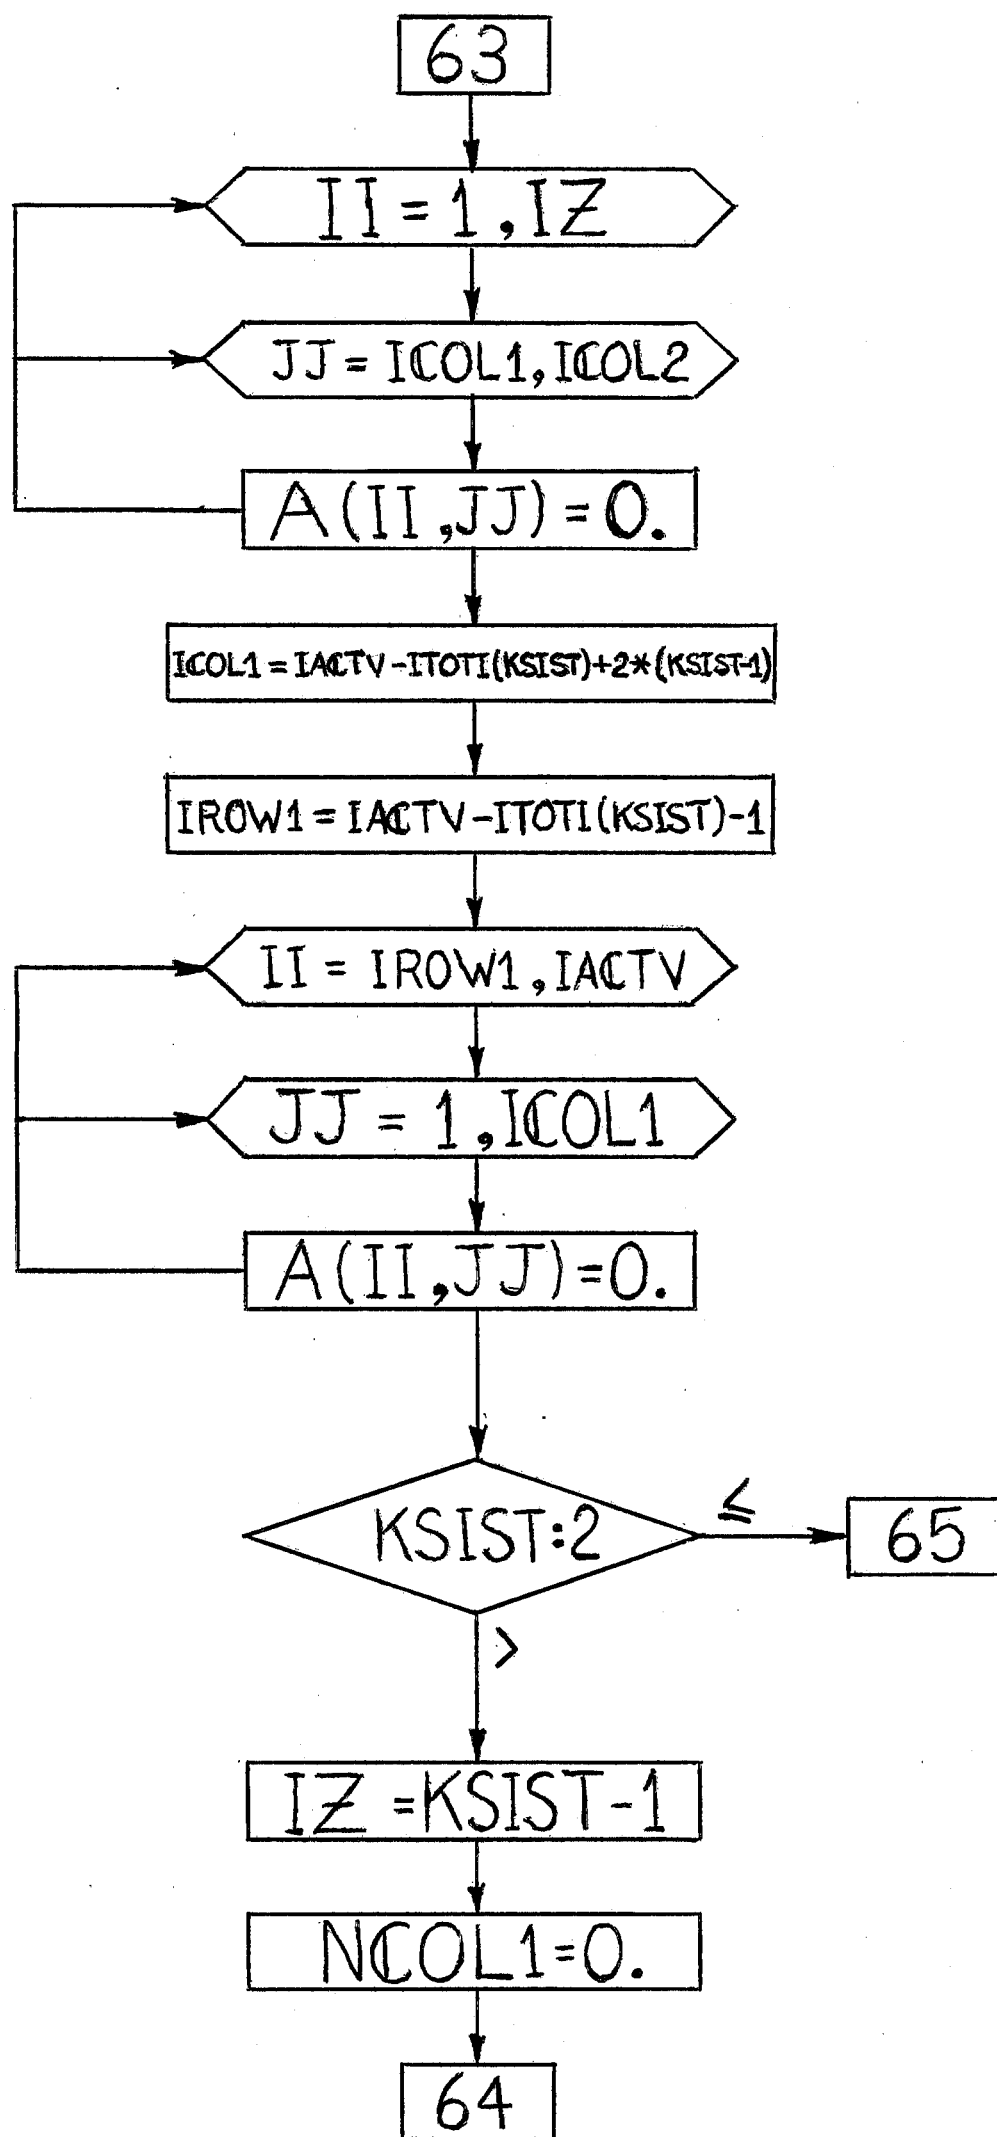 63
II = 1, IZ
JJ = ICOL1, ICOL2
A(II,JJ) = 0.
ICOL1 = IACTV-ITOTI(KSIST)+2*(KSIST-1)
IROW1 = IACTV-ITOTI(KSIST)-1
II = IROW1, IACTV
JJ = 1, ICOL1
A(II,JJ)=0.
KSIST:2
≤
65
>
IZ =KSIST-1
NCOL1=0.
64